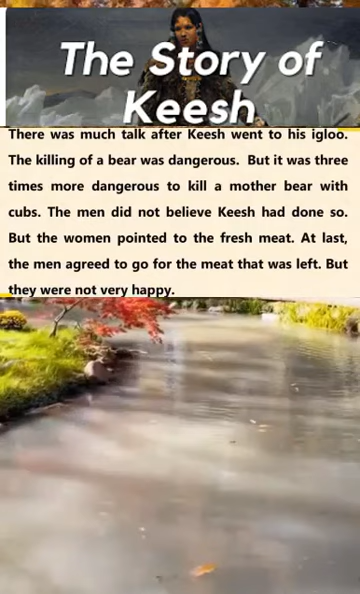 The Story of
Keesh
There was much talk after Keesh went to his igloo.
The killing of a bear was dangerous. But it was three
times more dangerous to kill a mother bear with
cubs. The men did not believe Keesh had done so.
But the women pointed to the fresh meat. At last,
the men agreed to go for the meat that was left. But
they were not very happy.